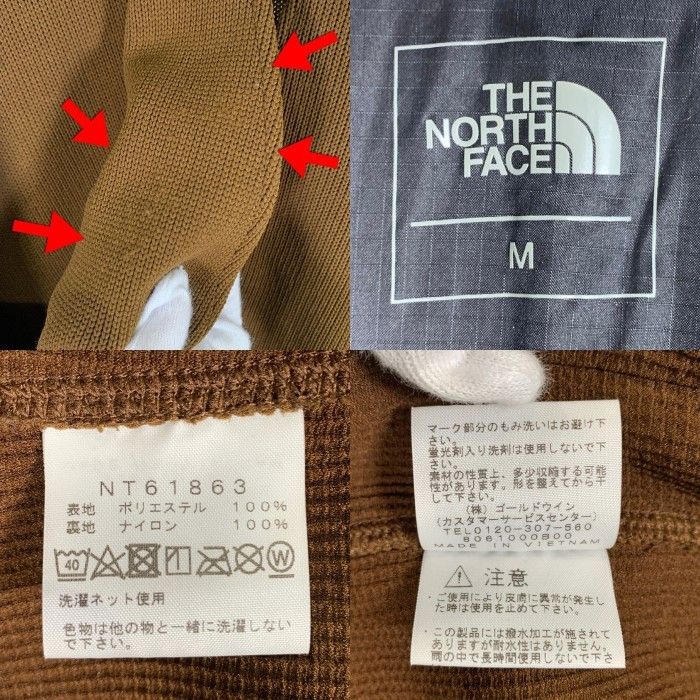 THE
NORTH
FACE
M
NT61863
表地 ポリエステル 100%
裏地 ナイロン 100%
40
W
洗濯ネット使用
色物は他の物と一緒に洗濯しない
で下さい。
マーク部分のもみ洗いはお避け
下さい。
蛍光剤入り洗剤は使用しないで下
さい。
素材の性質上、多少収縮する可能
性があります。形を整えてから干
して下さい。
(株) ゴールドウイン
(カスタマーサービスセンター)
TEL0120-307-560
8061000800
MADE IN VIETNAM
注意
・ご使用により皮膚に異常が発生し
た時は使用を止めて下さい。
・この製品には撥水加工が施されて
ありますが耐水性はありません。
雨の中で長時間使用しないで下さ